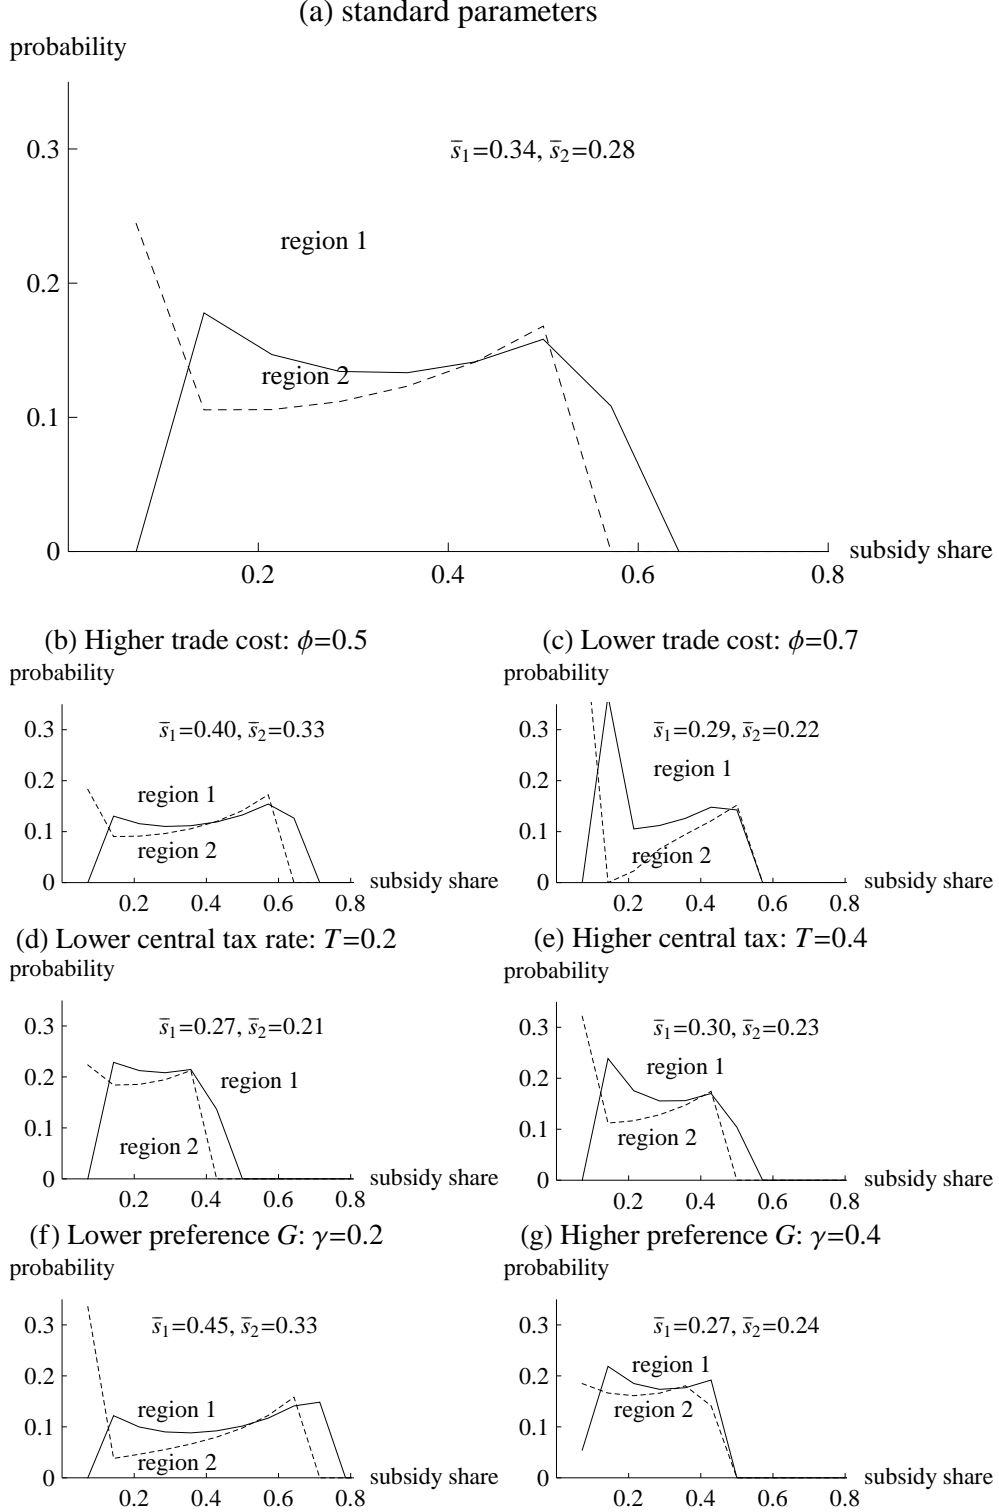 (a) standard parameters
probability
0.3
s̄₁=0.34, s̄₂=0.28
region 1
0.2
region 2
0.1
0
subsidy share
0.2 0.4 0.6 0.8
(b) Higher trade cost: ϕ=0.5
probability
0.3
s̄₁=0.40, s̄₂=0.33
0.2
region 1
0.1
region 2
0
subsidy share
0.2 0.4 0.6 0.8
(c) Lower trade cost: ϕ=0.7
probability
0.3
s̄₁=0.29, s̄₂=0.22
region 1
0.2
0.1
region 2
0
subsidy share
0.2 0.4 0.6 0.8
(d) Lower central tax rate: T=0.2
probability
0.3
s̄₁=0.27, s̄₂=0.21
0.2
region 1
0.1
region 2
0
subsidy share
0.2 0.4 0.6 0.8
(e) Higher central tax: T=0.4
probability
0.3
s̄₁=0.30, s̄₂=0.23
region 1
0.2
0.1
region 2
0
subsidy share
0.2 0.4 0.6 0.8
(f) Lower preference G: γ=0.2
probability
0.3
s̄₁=0.45, s̄₂=0.33
0.2
region 1
0.1
region 2
0
subsidy share
0.2 0.4 0.6 0.8
(g) Higher preference G: γ=0.4
probability
0.3
s̄₁=0.27, s̄₂=0.24
region 1
0.2
region 2
0.1
0
subsidy share
0.2 0.4 0.6 0.8